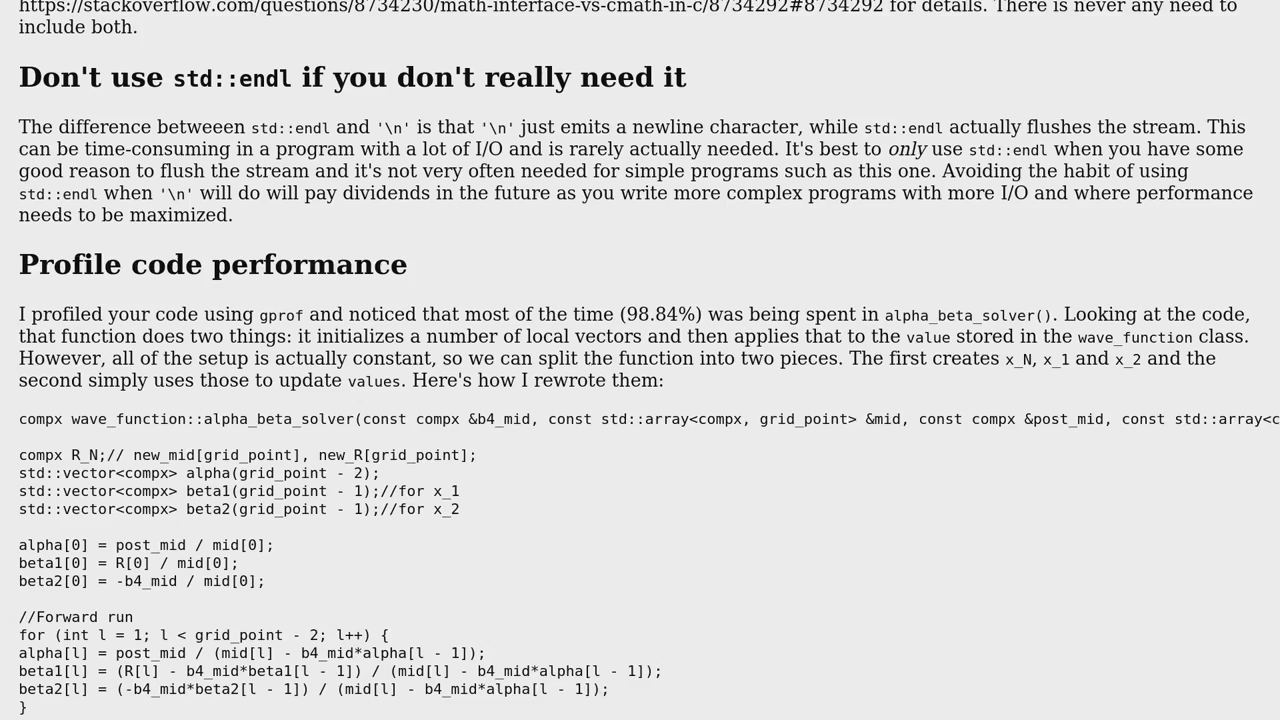 https://stackoverflow.com/questions/8734230/math-interface-vs-cmath-in-c/8734292#8734292 for details. There is never any need to
include both.
Don't use std::endl if you don't really need it
The difference betweeen std::endl and '\n' is that '\n' just emits a newline character, while std::endl actually flushes the stream. This
can be time-consuming in a program with a lot of I/O and is rarely actually needed. It's best to only use std::endl when you have some
good reason to flush the stream and it's not very often needed for simple programs such as this one. Avoiding the habit of using
std::endl when '\n' will do will pay dividends in the future as you write more complex programs with more I/O and where performance
needs to be maximized.
Profile code performance
I profiled your code using gprof and noticed that most of the time (98.84%) was being spent in alpha_beta_solver(). Looking at the code,
that function does two things: it initializes a number of local vectors and then applies that to the value stored in the wave_function class.
However, all of the setup is actually constant, so we can split the function into two pieces. The first creates x_N, x_1 and x_2 and the
second simply uses those to update values. Here's how I rewrote them:
compx wave_function::alpha_beta_solver(const compx &b4_mid, const std::array<compx, grid_point> &mid, const compx &post_mid, const std::array<c
compx R_N;// new_mid[grid_point], new_R[grid_point];
std::vector<compx> alpha(grid_point - 2);
std::vector<compx> beta1(grid_point - 1);//for x_1
std::vector<compx> beta2(grid_point - 1);//for x_2
alpha[0] = post_mid / mid[0];
beta1[0] = R[0] / mid[0];
beta2[0] = -b4_mid / mid[0];
//Forward run
for (int l = 1; l < grid_point - 2; l++) {
alpha[l] = post_mid / (mid[l] - b4_mid*alpha[l - 1]);
beta1[l] = (R[l] - b4_mid*beta1[l - 1]) / (mid[l] - b4_mid*alpha[l - 1]);
beta2[l] = (-b4_mid*beta2[l - 1]) / (mid[l] - b4_mid*alpha[l - 1]);
}